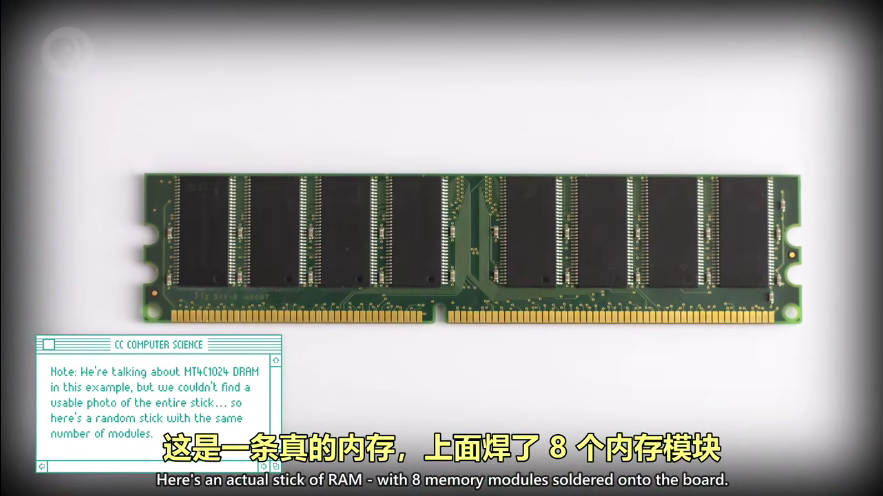 CC COMPUTER SCIENCE
Note: We're talking about MT4C1024 DRAM
in this example, but we couldn't find a
usable photo of the entire stick... so
here's a random stick with the same
number of modules.
这是一条真的内存，上面焊了 8 个内存模块
Here's an actual stick of RAM - with 8 memory modules soldered onto the board.